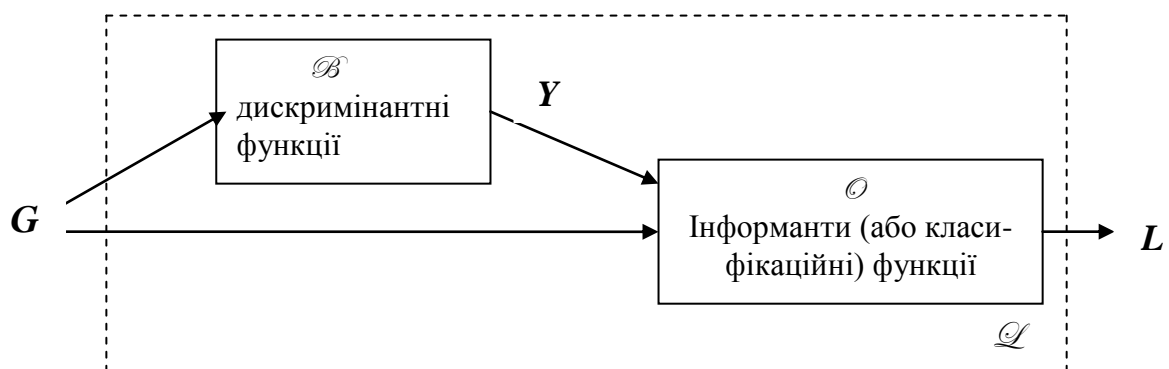 ℬ
дискримінантні
функції
Y
G
𝒪
Інформанти (або класи-
фікаційні) функції
L
ℒ